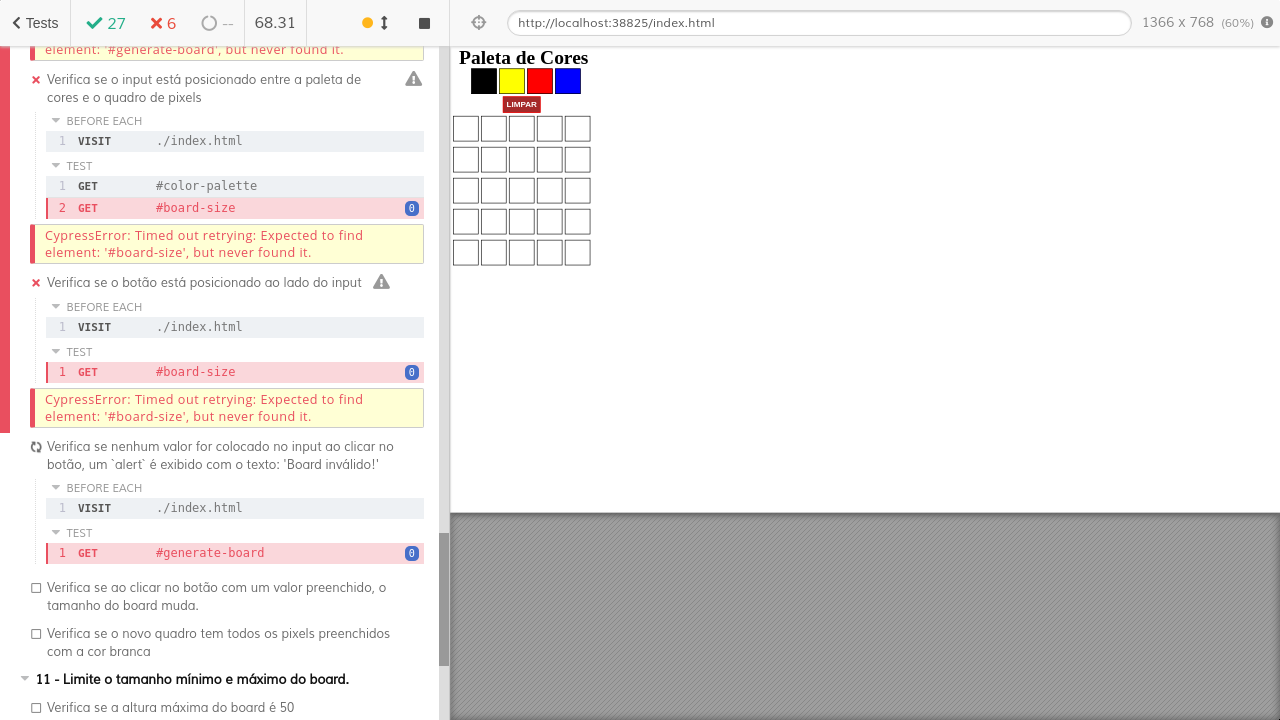 Tests
27
6
--
68.31
http://localhost:38825/index.html
1366 x 768 (60%)
element: '#generate-board', but never found it.
Verifica se o input está posicionado entre a paleta de
cores e o quadro de pixels
BEFORE EACH
1 VISIT ./index.html
TEST
1 GET #color-palette
2 GET #board-size 0
CypressError: Timed out retrying: Expected to find
element: '#board-size', but never found it.
Verifica se o botão está posicionado ao lado do input
BEFORE EACH
1 VISIT ./index.html
TEST
1 GET #board-size 0
CypressError: Timed out retrying: Expected to find
element: '#board-size', but never found it.
Verifica se nenhum valor for colocado no input ao clicar no
botão, um `alert` é exibido com o texto: 'Board inválido!'
BEFORE EACH
1 VISIT ./index.html
TEST
1 GET #generate-board 0
Verifica se ao clicar no botão com um valor preenchido, o
tamanho do board muda.
Verifica se o novo quadro tem todos os pixels preenchidos
com a cor branca
11 - Limite o tamanho mínimo e máximo do board.
Verifica se a altura máxima do board é 50
Paleta de Cores
LIMPAR